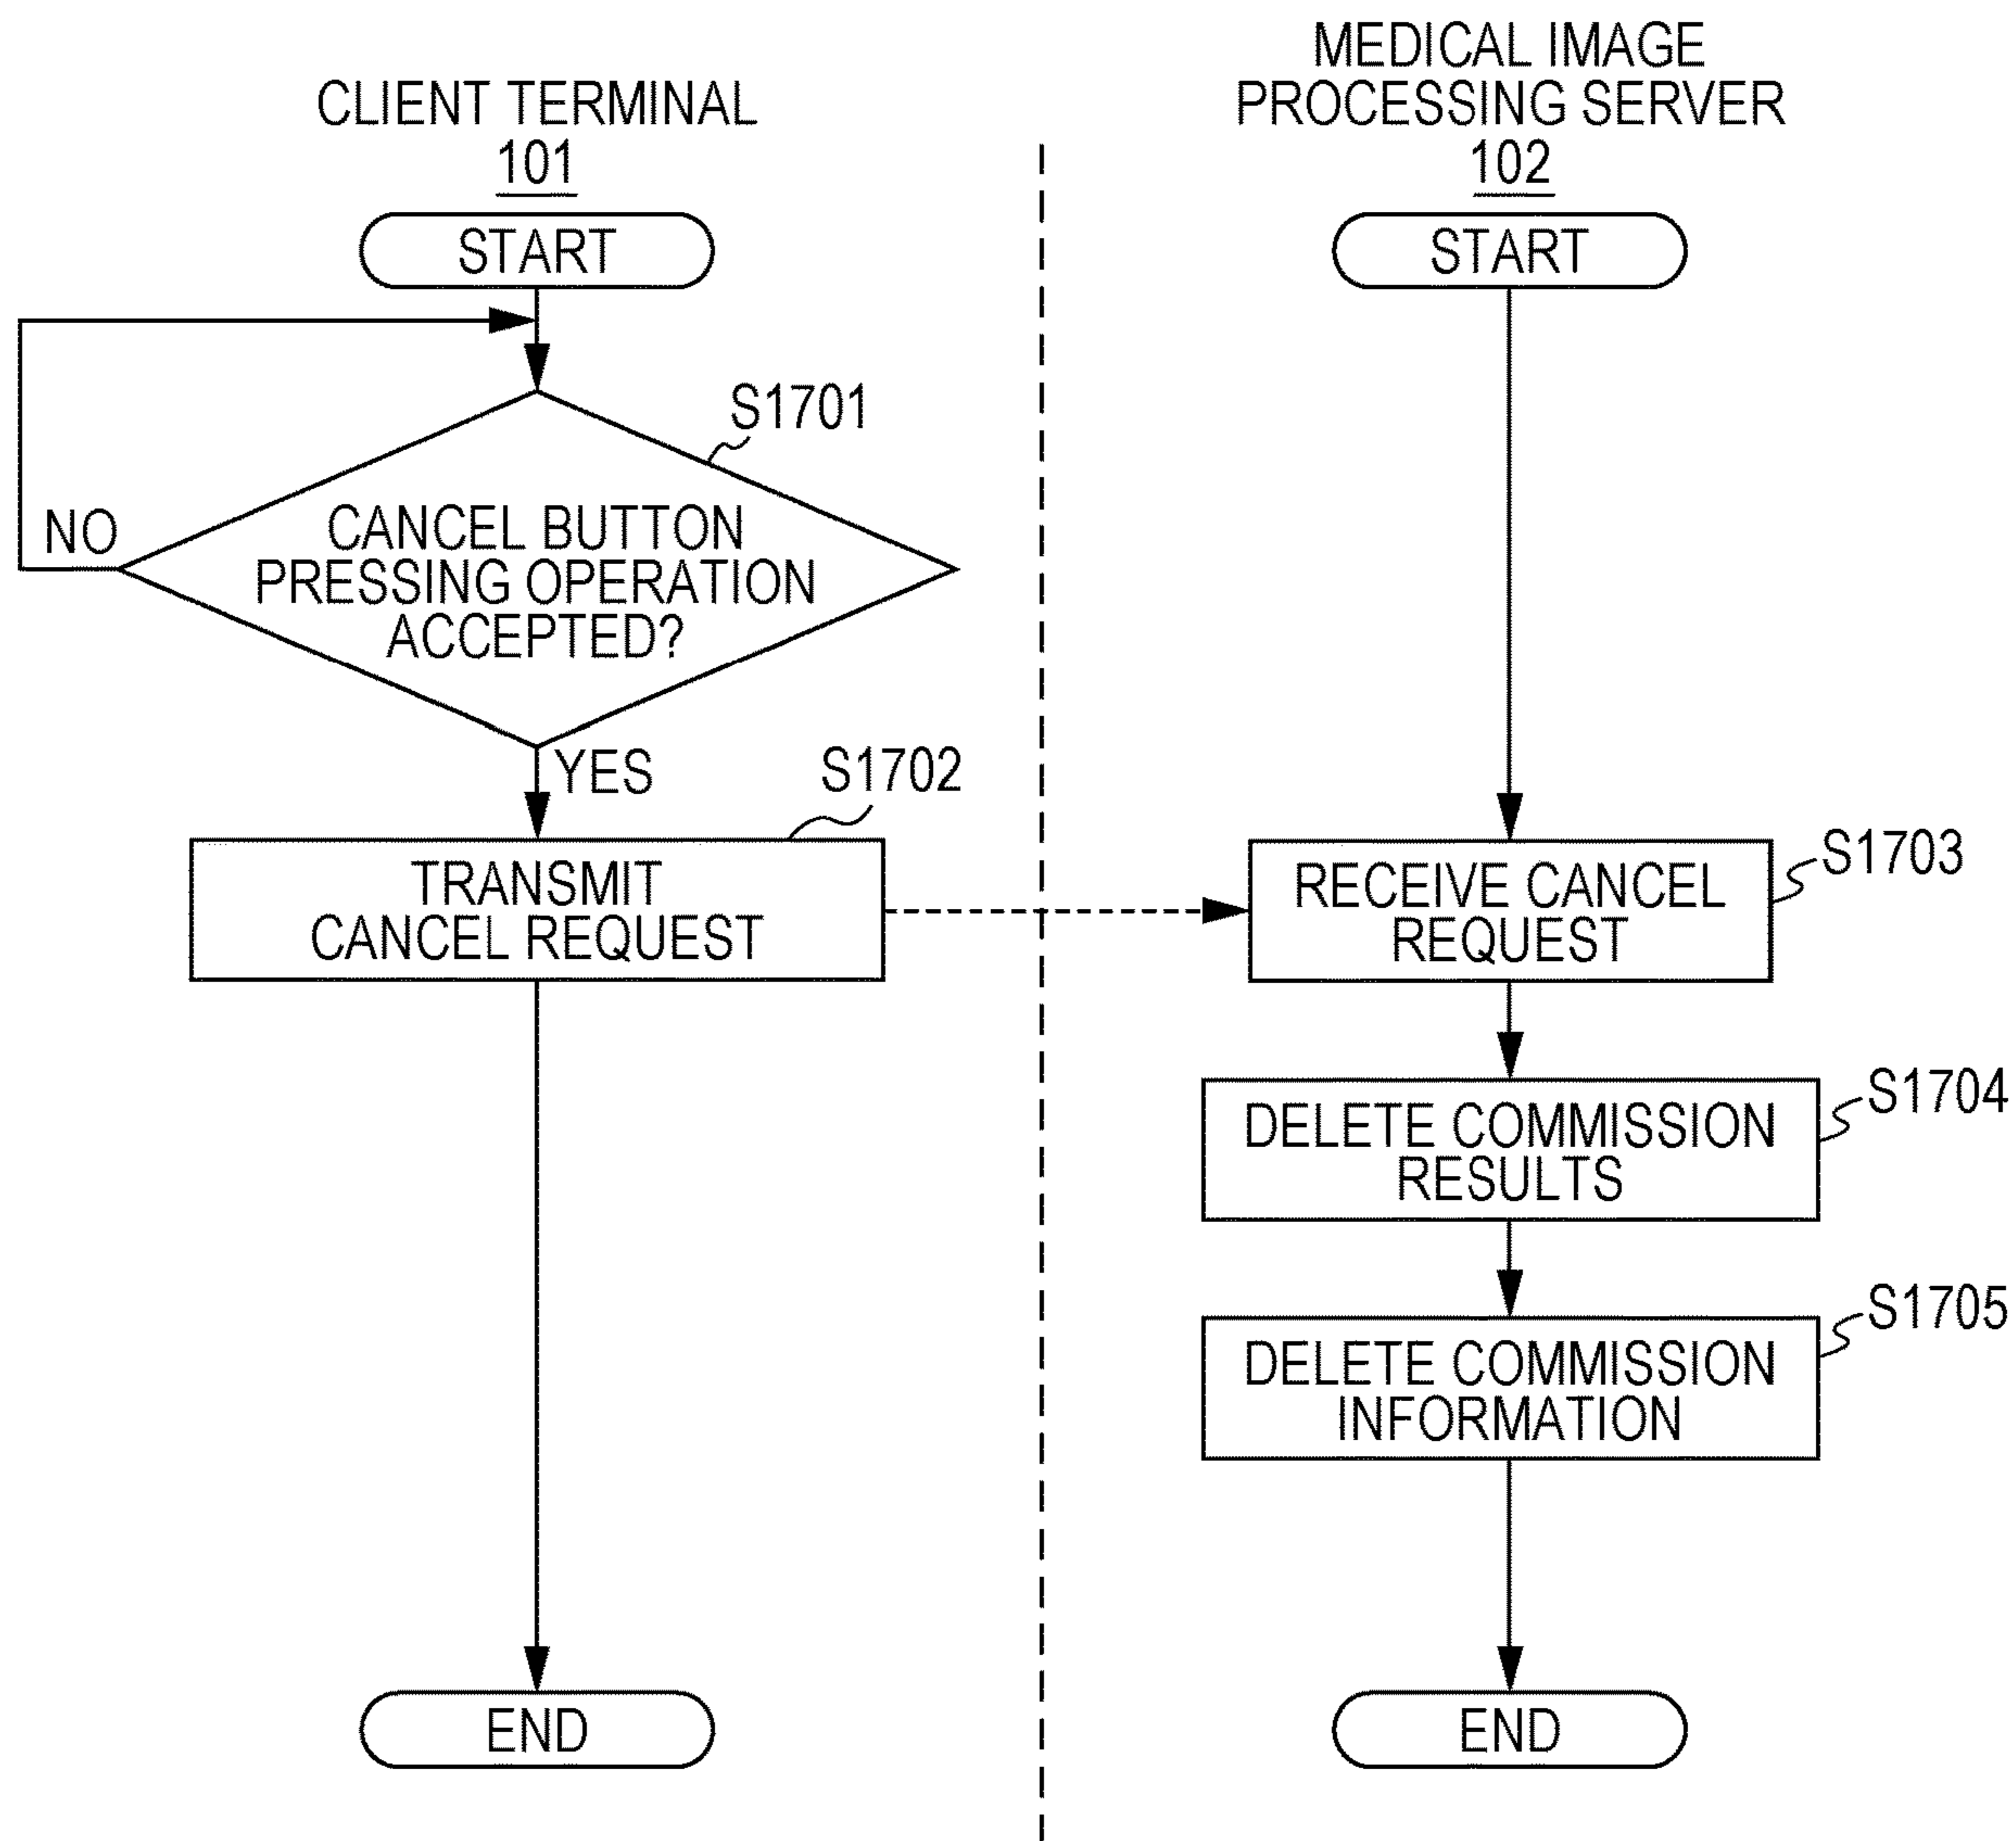 CLIENT TERMINAL
101
START
S1701
NO
CANCEL BUTTON
PRESSING OPERATION
ACCEPTED?
YES
S1702
TRANSMIT
CANCEL REQUEST
END
MEDICAL IMAGE
PROCESSING SERVER
102
START
S1703
RECEIVE CANCEL
REQUEST
S1704
DELETE COMMISSION
RESULTS
S1705
DELETE COMMISSION
INFORMATION
END